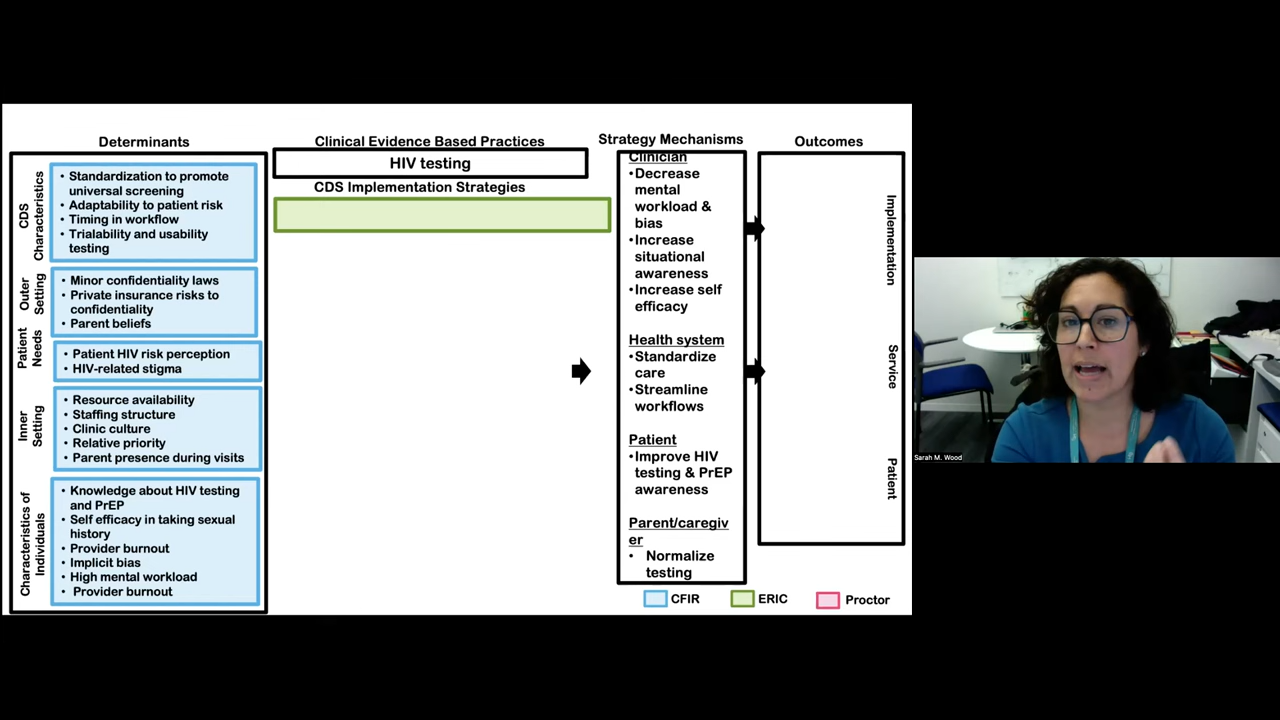 Determinants
Clinical Evidence Based Practices
Strategy Mechanisms
Outcomes
CDS
Characteristics
• Standardization to promote
universal screening
• Adaptability to patient risk
• Timing in workflow
• Trialability and usability
testing
Outer
Setting
• Minor confidentiality laws
• Private insurance risks to
confidentiality
• Parent beliefs
Patient
Needs
• Patient HIV risk perception
• HIV-related stigma
Inner
Setting
• Resource availability
• Staffing structure
• Clinic culture
• Relative priority
• Parent presence during visits
Characteristics of
Individuals
• Knowledge about HIV testing
and PrEP
• Self efficacy in taking sexual
history
• Provider burnout
• Implicit bias
• High mental workload
• Provider burnout
HIV testing
CDS Implementation Strategies
Clinician
•Decrease
mental
workload &
bias
•Increase
situational
awareness
•Increase self
efficacy
Health system
•Standardize
care
•Streamline
workflows
Patient
•Improve HIV
testing & PrEP
awareness
Parent/caregiv
er
• Normalize
testing
Implementation
Service
Patient
CFIR
ERIC
Proctor
Sarah M. Wood